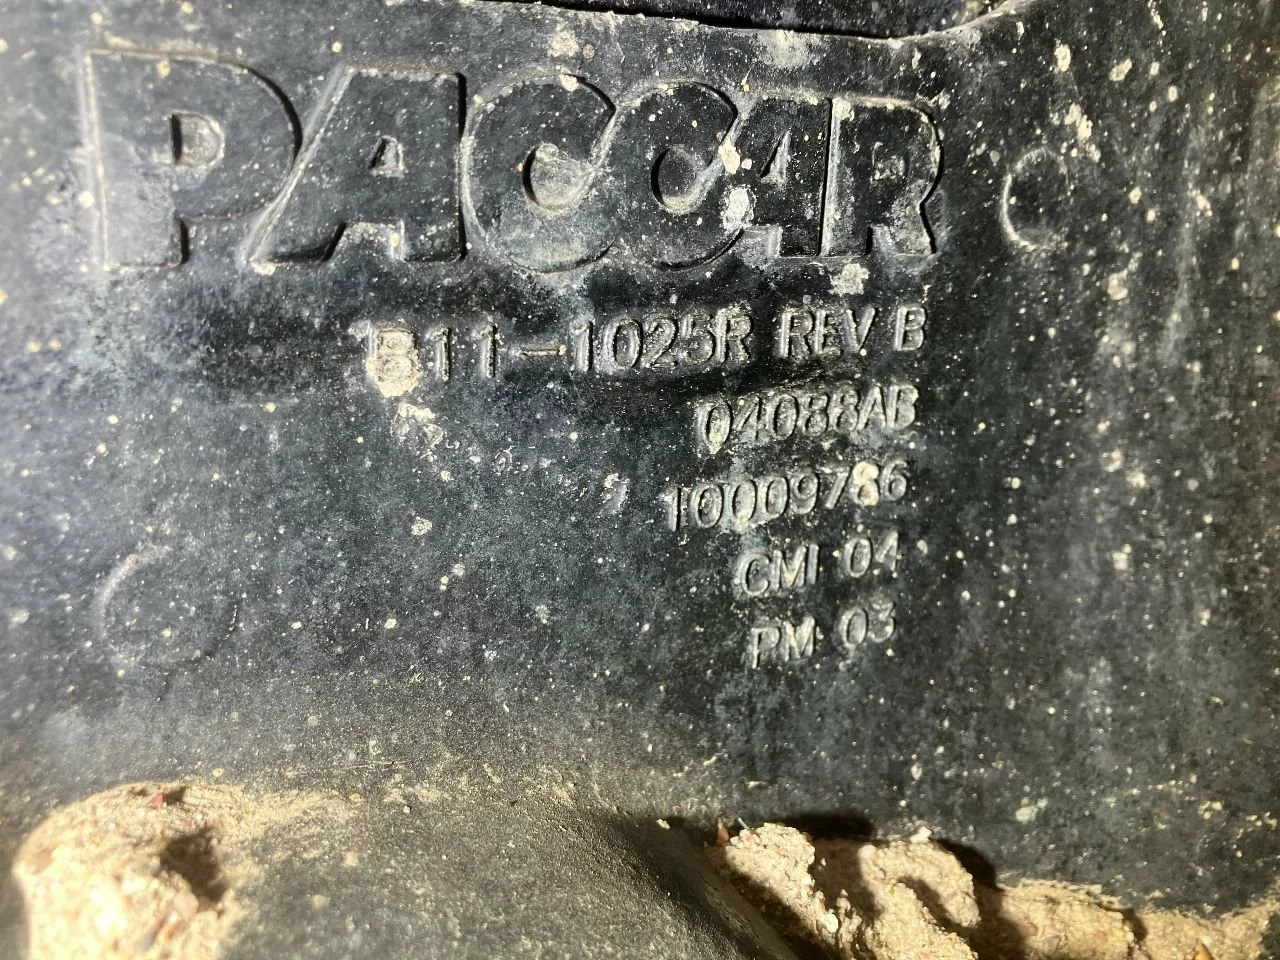 PACCAR
B11-1025R REV B
04088AB
10009786
CMI 04
PM 03